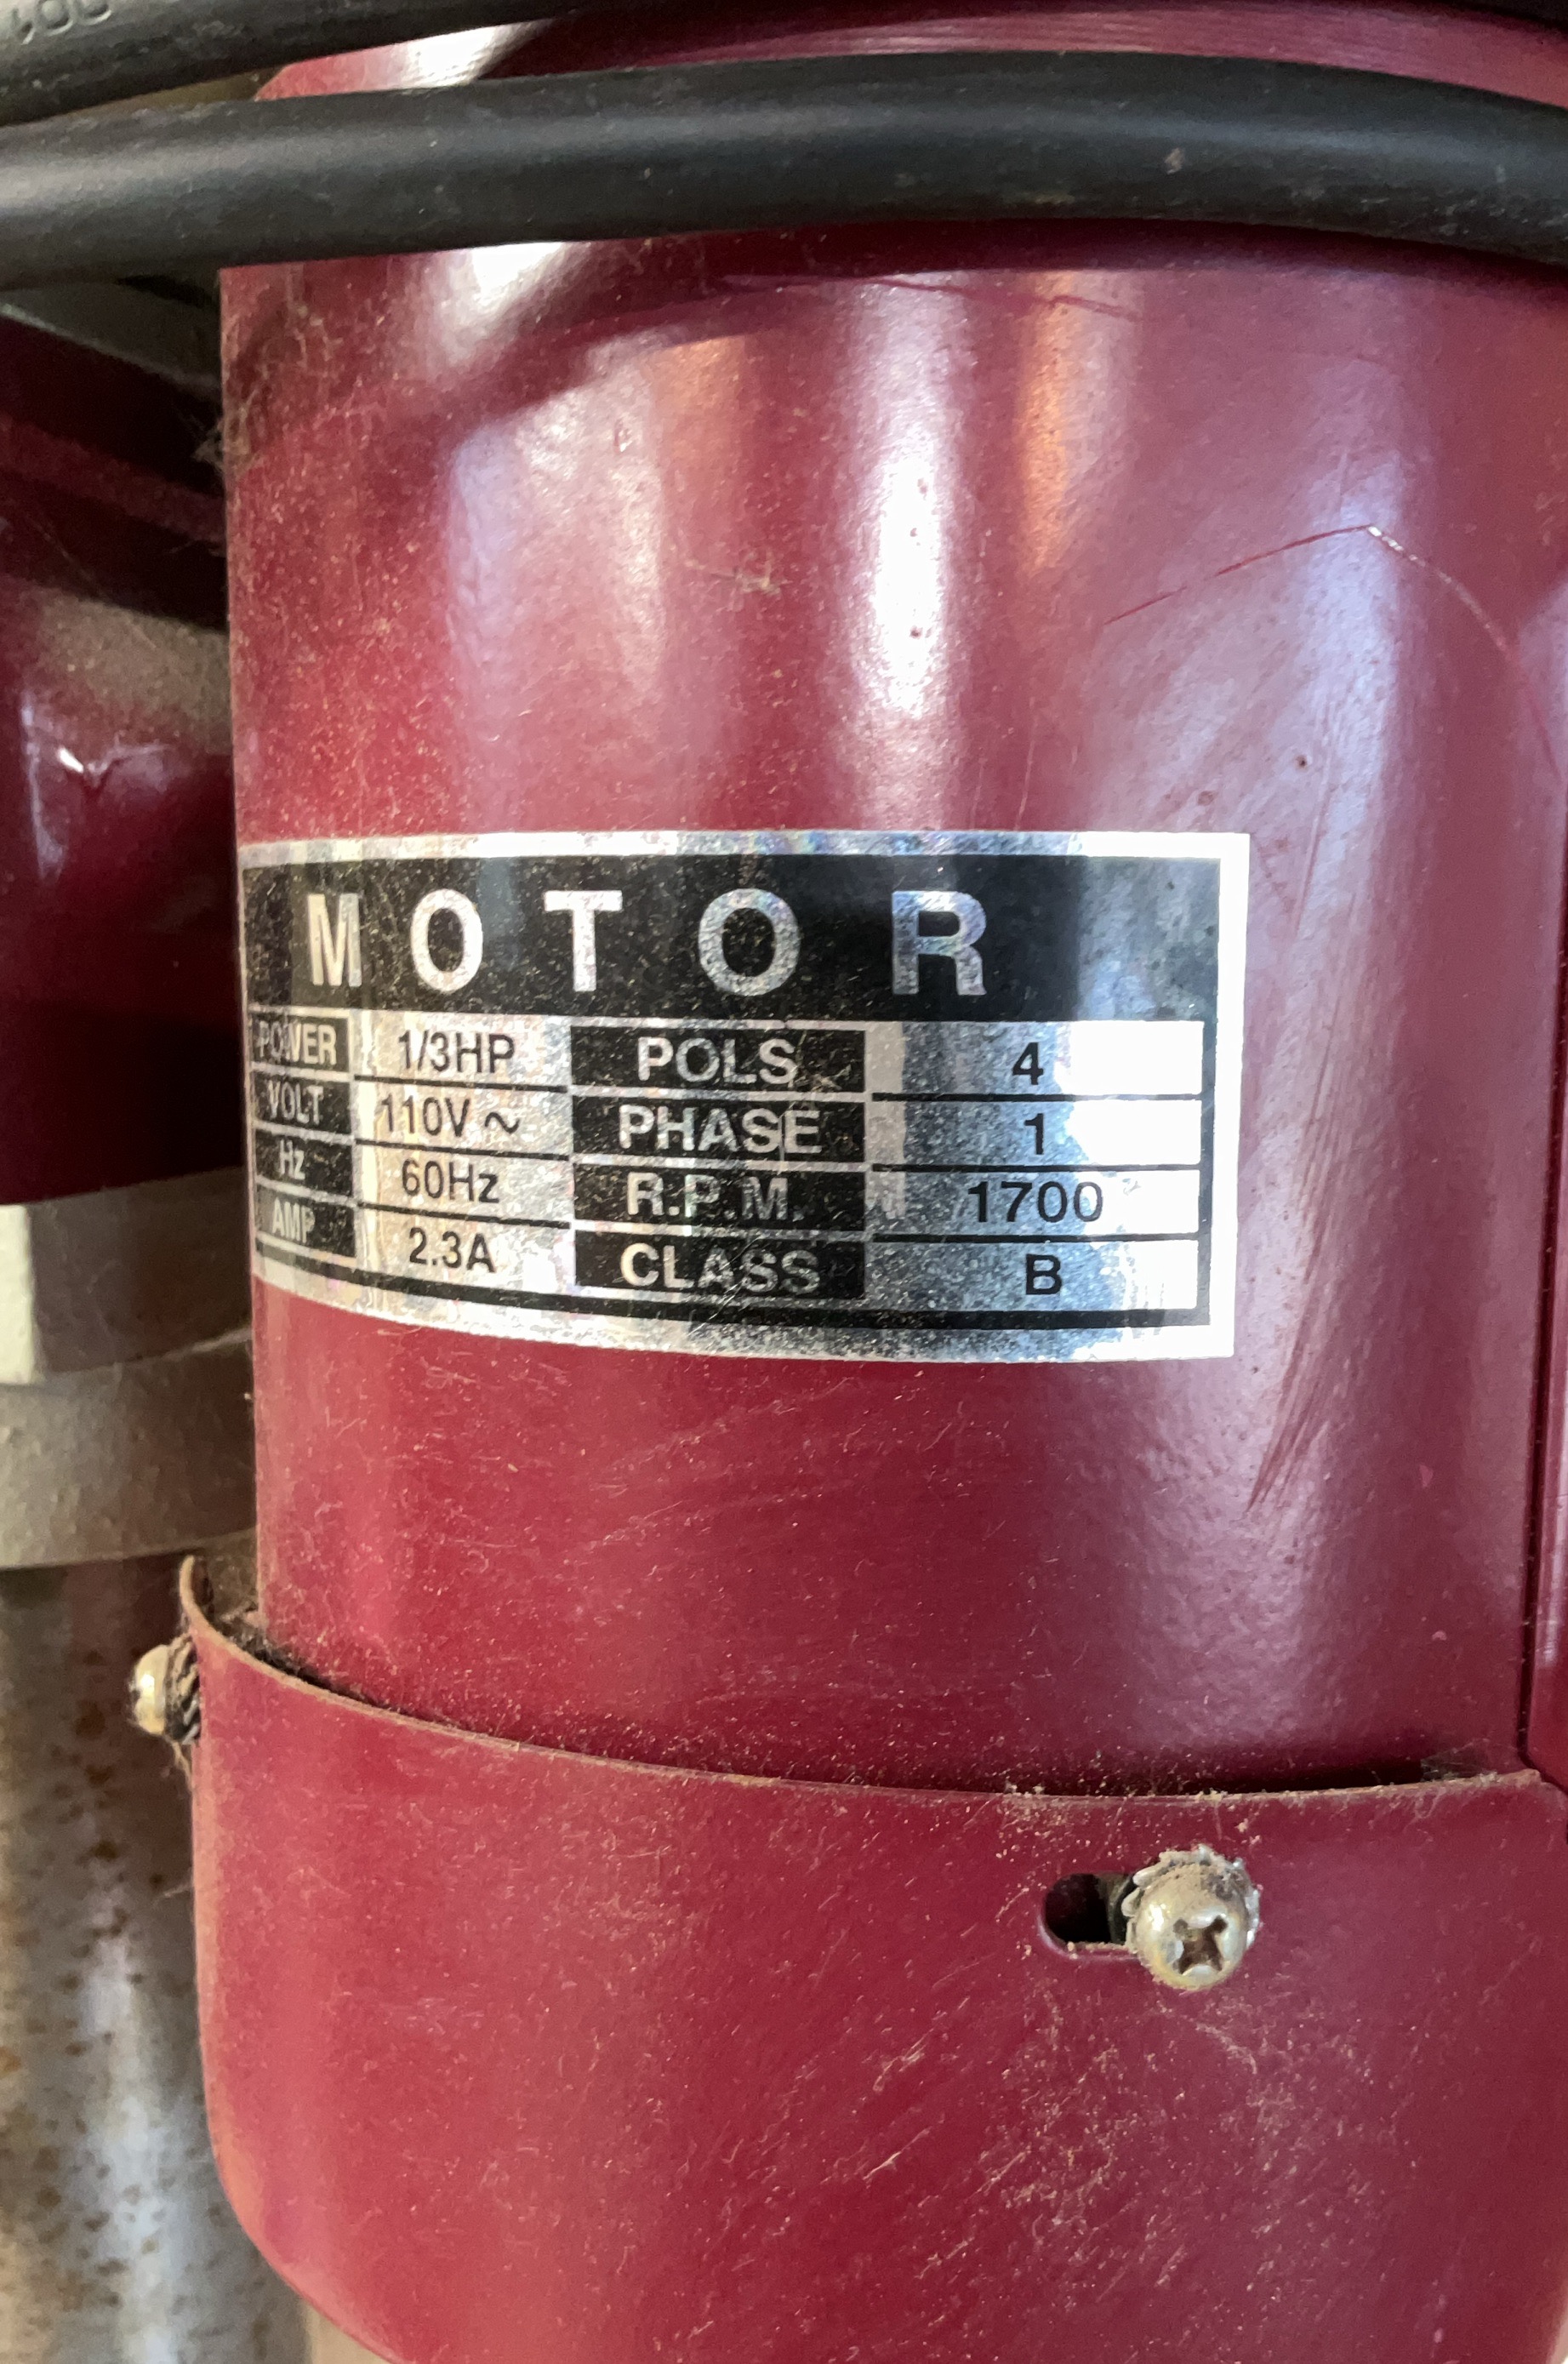 MOTOR
POWER 1/3HP POLS 4
VOLT 110V~ PHASE 1
Hz 60Hz R.P.M. 1700
AMP 2.3A CLASS B